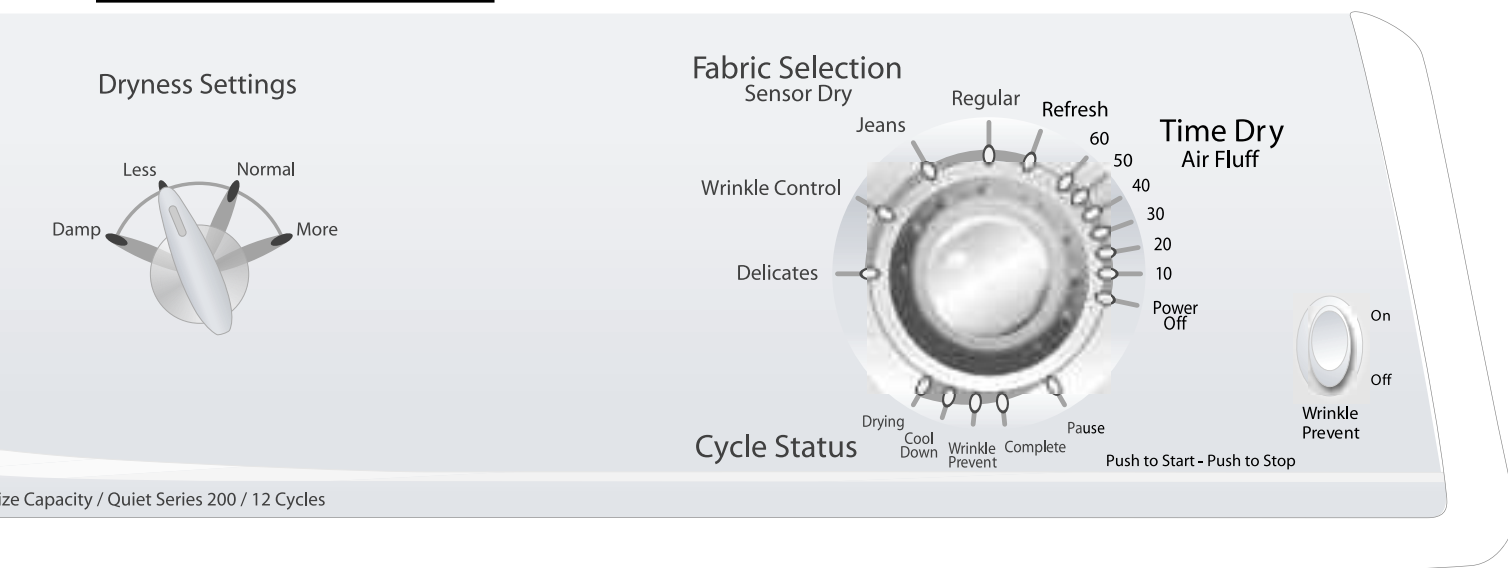 Dryness Settings
Less
Normal
Damp
More
Fabric Selection
Sensor Dry
Regular
Refresh
Jeans
Wrinkle Control
Delicates
Time Dry
Air Fluff
60
50
40
30
20
10
Power
Off
Cycle Status
Drying
Cool
Down
Wrinkle
Prevent
Complete
Pause
Push to Start - Push to Stop
On
Off
Wrinkle
Prevent
ize Capacity / Quiet Series 200 / 12 Cycles